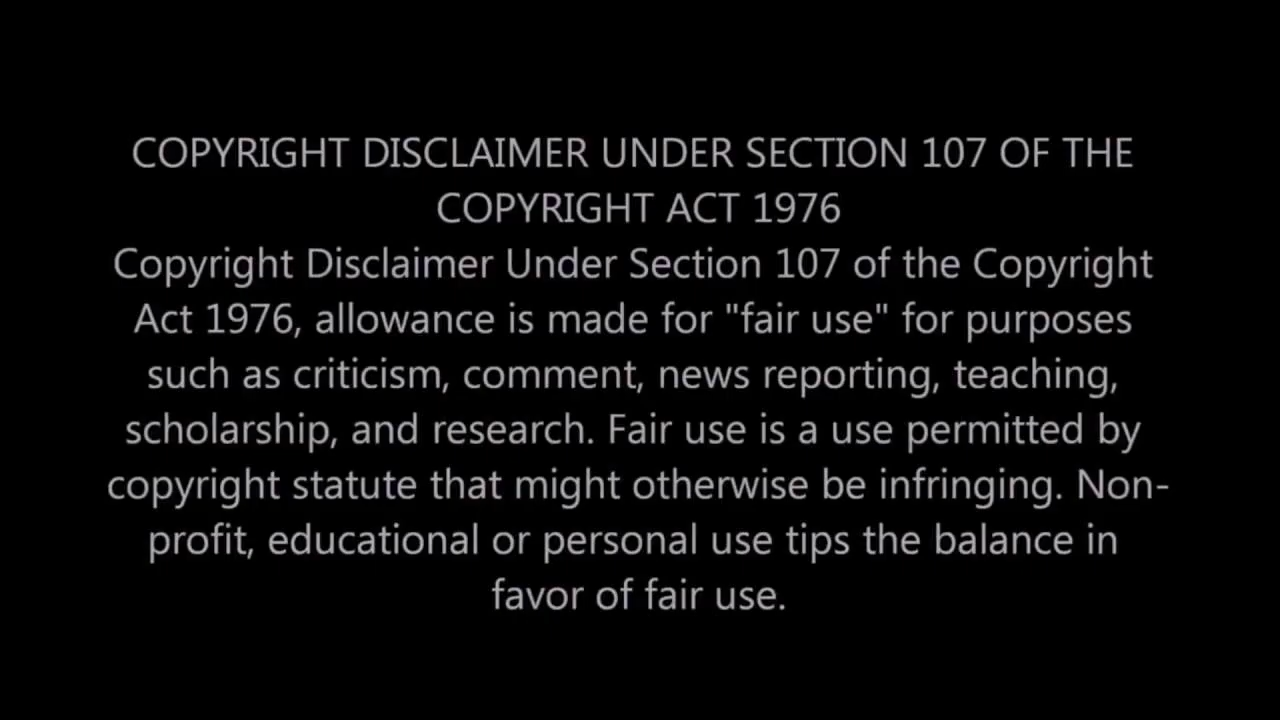 COPYRIGHT DISCLAIMER UNDER SECTION 107 OF THE
COPYRIGHT ACT 1976
Copyright Disclaimer Under Section 107 of the Copyright
Act 1976, allowance is made for "fair use" for purposes
such as criticism, comment, news reporting, teaching,
scholarship, and research. Fair use is a use permitted by
copyright statute that might otherwise be infringing. Non-
profit, educational or personal use tips the balance in
favor of fair use.